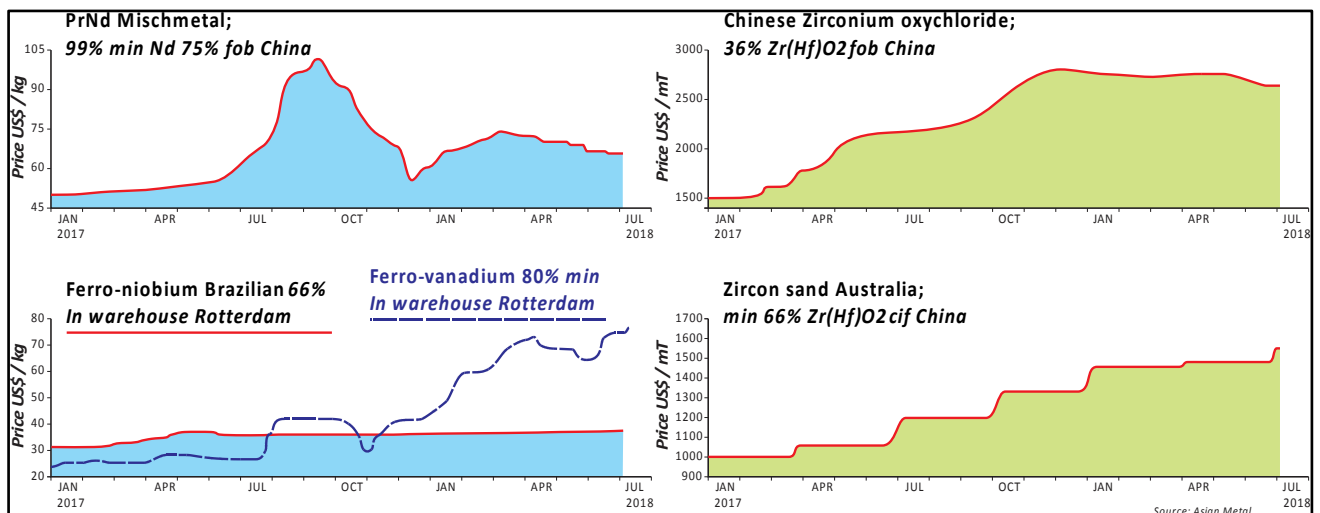 PrNd Mischmetal;
99% min Nd 75% fob China
Price US$ / kg
105
90
75
60
45
JAN APR JUL OCT JAN APR JUL
2017 2018
Chinese Zirconium oxychloride;
36% Zr(Hf)O2 fob China
Price US$ / mT
3000
2500
2000
1500
JAN APR JUL OCT JAN APR JUL
2017 2018
Ferro-niobium Brazilian 66%
In warehouse Rotterdam
Ferro-vanadium 80% min
In warehouse Rotterdam
Price US$ / kg
80
70
60
50
40
30
20
JAN APR JUL OCT JAN APR JUL
2017 2018
Zircon sand Australia;
min 66% Zr(Hf)O2 cif China
Price US$ / mT
1700
1600
1500
1400
1300
1200
1100
1000
900
JAN APR JUL OCT JAN APR JUL
2017 2018
Source: Asian Metal